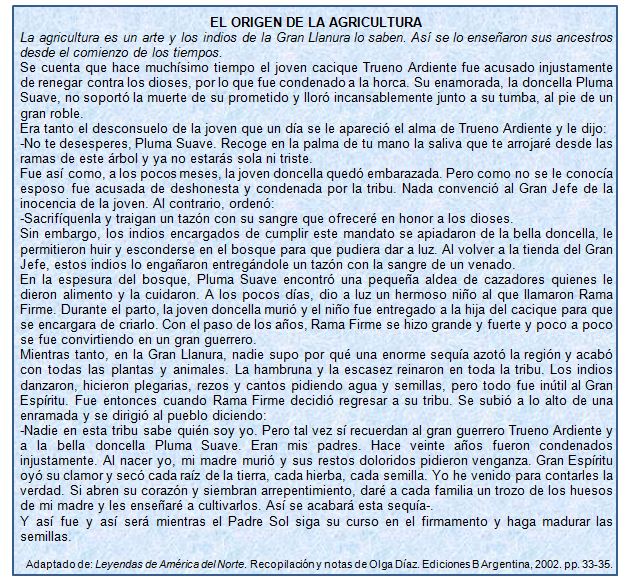 EL ORIGEN DE LA AGRICULTURA
La agricultura es un arte y los indios de la Gran Llanura lo saben. Así se lo enseñaron sus ancestros
desde el comienzo de los tiempos.
Se cuenta que hace muchísimo tiempo el joven cacique Trueno Ardiente fue acusado injustamente
de renegar contra los dioses, por lo que fue condenado a la horca. Su enamorada, la doncella Pluma
Suave, no soportó la muerte de su prometido y lloró incansablemente junto a su tumba, al pie de un
gran roble.
Era tanto el desconsuelo de la joven que un día se le apareció el alma de Trueno Ardiente y le dijo:
-No te desesperes, Pluma Suave. Recoge en la palma de tu mano la saliva que te arrojaré desde las
ramas de este árbol y ya no estarás sola ni triste.
Fue así como, a los pocos meses, la joven doncella quedó embarazada. Pero como no se le conocía
esposo fue acusada de deshonesta y condenada por la tribu. Nada convenció al Gran Jefe de la
inocencia de la joven. Al contrario, ordenó:
-Sacrifíquenla y traigan un tazón con su sangre que ofreceré en honor a los dioses.
Sin embargo, los indios encargados de cumplir este mandato se apiadaron de la bella doncella, le
permitieron huir y esconderse en el bosque para que pudiera dar a luz. Al volver a la tienda del Gran
Jefe, estos indios lo engañaron entregándole un tazón con la sangre de un venado.
En la espesura del bosque, Pluma Suave encontró una pequeña aldea de cazadores quienes le
dieron alimento y la cuidaron. A los pocos días, dio a luz un hermoso niño al que llamaron Rama
Firme. Durante el parto, la joven doncella murió y el niño fue entregado a la hija del cacique para que
se encargara de criarlo. Con el paso de los años, Rama Firme se hizo grande y fuerte y poco a poco
se fue convirtiendo en un gran guerrero.
Mientras tanto, en la Gran Llanura, nadie supo por qué una enorme sequía azotó la región y acabó
con todas las plantas y animales. La hambruna y la escasez reinaron en toda la tribu. Los indios
danzaron, hicieron plegarias, rezos y cantos pidiendo agua y semillas, pero todo fue inútil al Gran
Espíritu. Fue entonces cuando Rama Firme decidió regresar a su tribu. Se subió a lo alto de una
enramada y se dirigió al pueblo diciendo:
-Nadie en esta tribu sabe quién soy yo. Pero tal vez sí recuerdan al gran guerrero Trueno Ardiente y
a la bella doncella Pluma Suave. Eran mis padres. Hace veinte años fueron condenados
injustamente. Al nacer yo, mi madre murió y sus restos doloridos pidieron venganza. Gran Espíritu
oyó su clamor y secó cada raíz de la tierra, cada hierba, cada semilla. Yo he venido para contarles la
verdad. Si abren su corazón y siembran arrepentimiento, daré a cada familia un trozo de los huesos
de mi madre y les enseñaré a cultivarlos. Así se acabará esta sequía-.
Y así fue y así será mientras el Padre Sol siga su curso en el firmamento y haga madurar las
semillas.
Adaptado de: Leyendas de América del Norte. Recopilación y notas de Olga Díaz. Ediciones B Argentina, 2002. pp. 33-35.